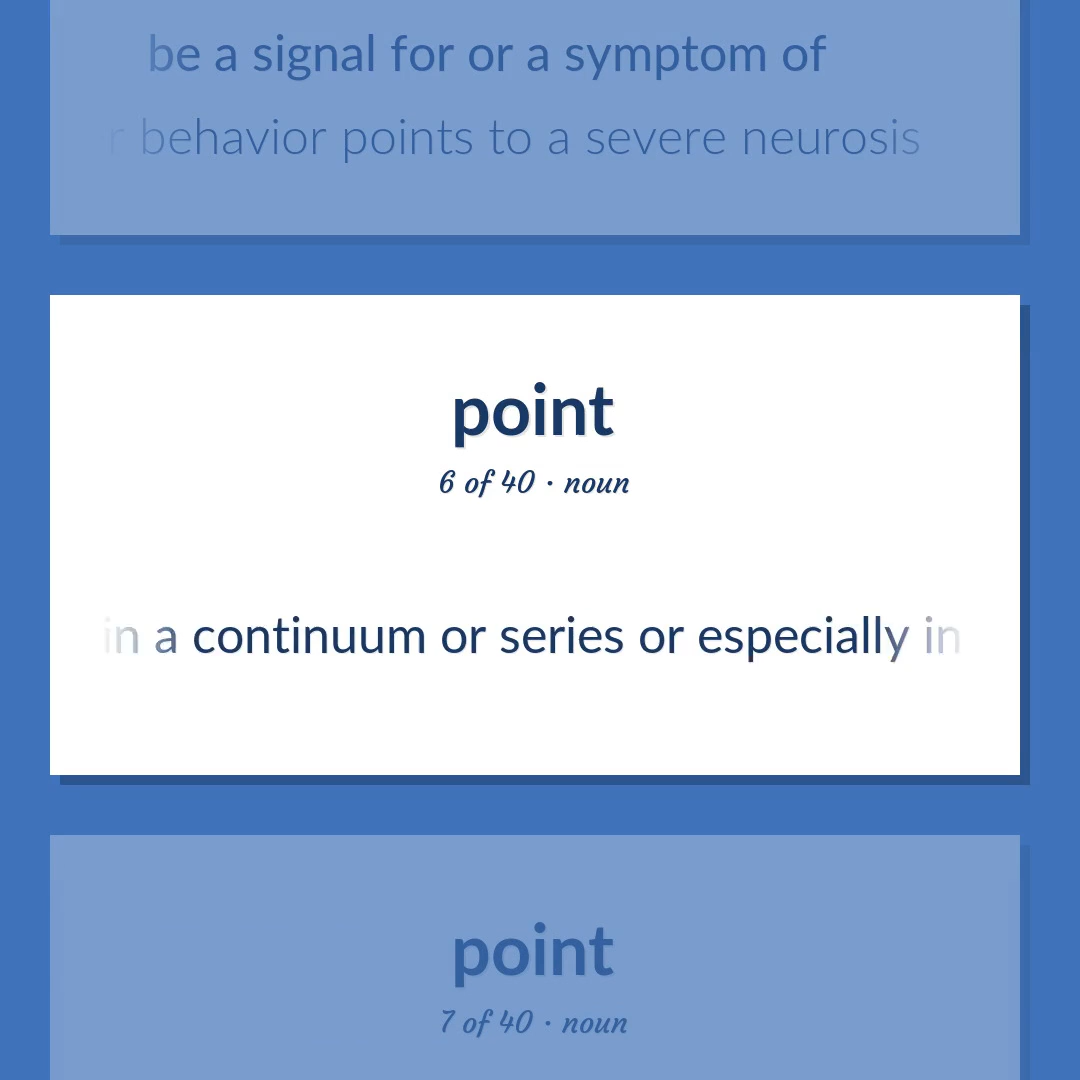 be a signal for or a symptom of
behavior points to a severe neurosis
point
6 of 40 · noun
in a continuum or series or especially in
point
7 of 40 · noun